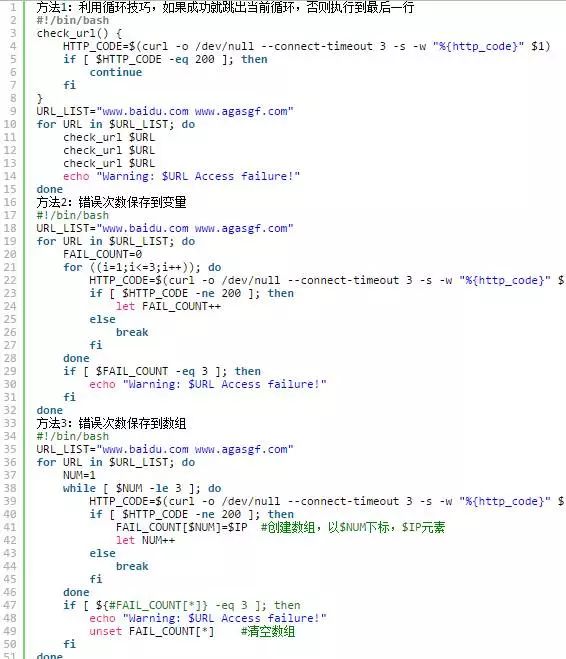 1 方法1: 利用循环技巧, 如果成功就跳出当前循环, 否则执行到最后一行
2 #!/bin/bash
3 check_url() {
4 HTTP_CODE=$(curl -o /dev/null --connect-timeout 3 -s -w "%{http_code}" $1)
5 if [ $HTTP_CODE -eq 200 ]; then
6 continue
7 fi
8 }
9 URL_LIST="www.baidu.com www.agasgf.com"
10 for URL in $URL_LIST; do
11 check_url $URL
12 check_url $URL
13 check_url $URL
14 echo "Warning: $URL Access failure!"
15 done
16 方法2: 错误次数保存到变量
17 #!/bin/bash
18 URL_LIST="www.baidu.com www.agasgf.com"
19 for URL in $URL_LIST; do
20 FAIL_COUNT=0
21 for ((i=1;i<=3;i++)); do
22 HTTP_CODE=$(curl -o /dev/null --connect-timeout 3 -s -w "%{http_code}" $
23 if [ $HTTP_CODE -ne 200 ]; then
24 let FAIL_COUNT++
25 else
26 break
27 fi
28 done
29 if [ $FAIL_COUNT -eq 3 ]; then
30 echo "Warning: $URL Access failure!"
31 fi
32 done
33 方法3: 错误次数保存到数组
34 #!/bin/bash
35 URL_LIST="www.baidu.com www.agasgf.com"
36 for URL in $URL_LIST; do
37 NUM=1
38 while [ $NUM -le 3 ]; do
39 HTTP_CODE=$(curl -o /dev/null --connect-timeout 3 -s -w "%{http_code}" $
40 if [ $HTTP_CODE -ne 200 ]; then
41 FAIL_COUNT[$NUM]=$IP #创建数组, 以$NUM下标, $IP元素
42 let NUM++
43 else
44 break
45 fi
46 done
47 if [ ${#FAIL_COUNT[*]} -eq 3 ]; then
48 echo "Warning: $URL Access failure!"
49 unset FAIL_COUNT[*] #清空数组
50 fi
51 done